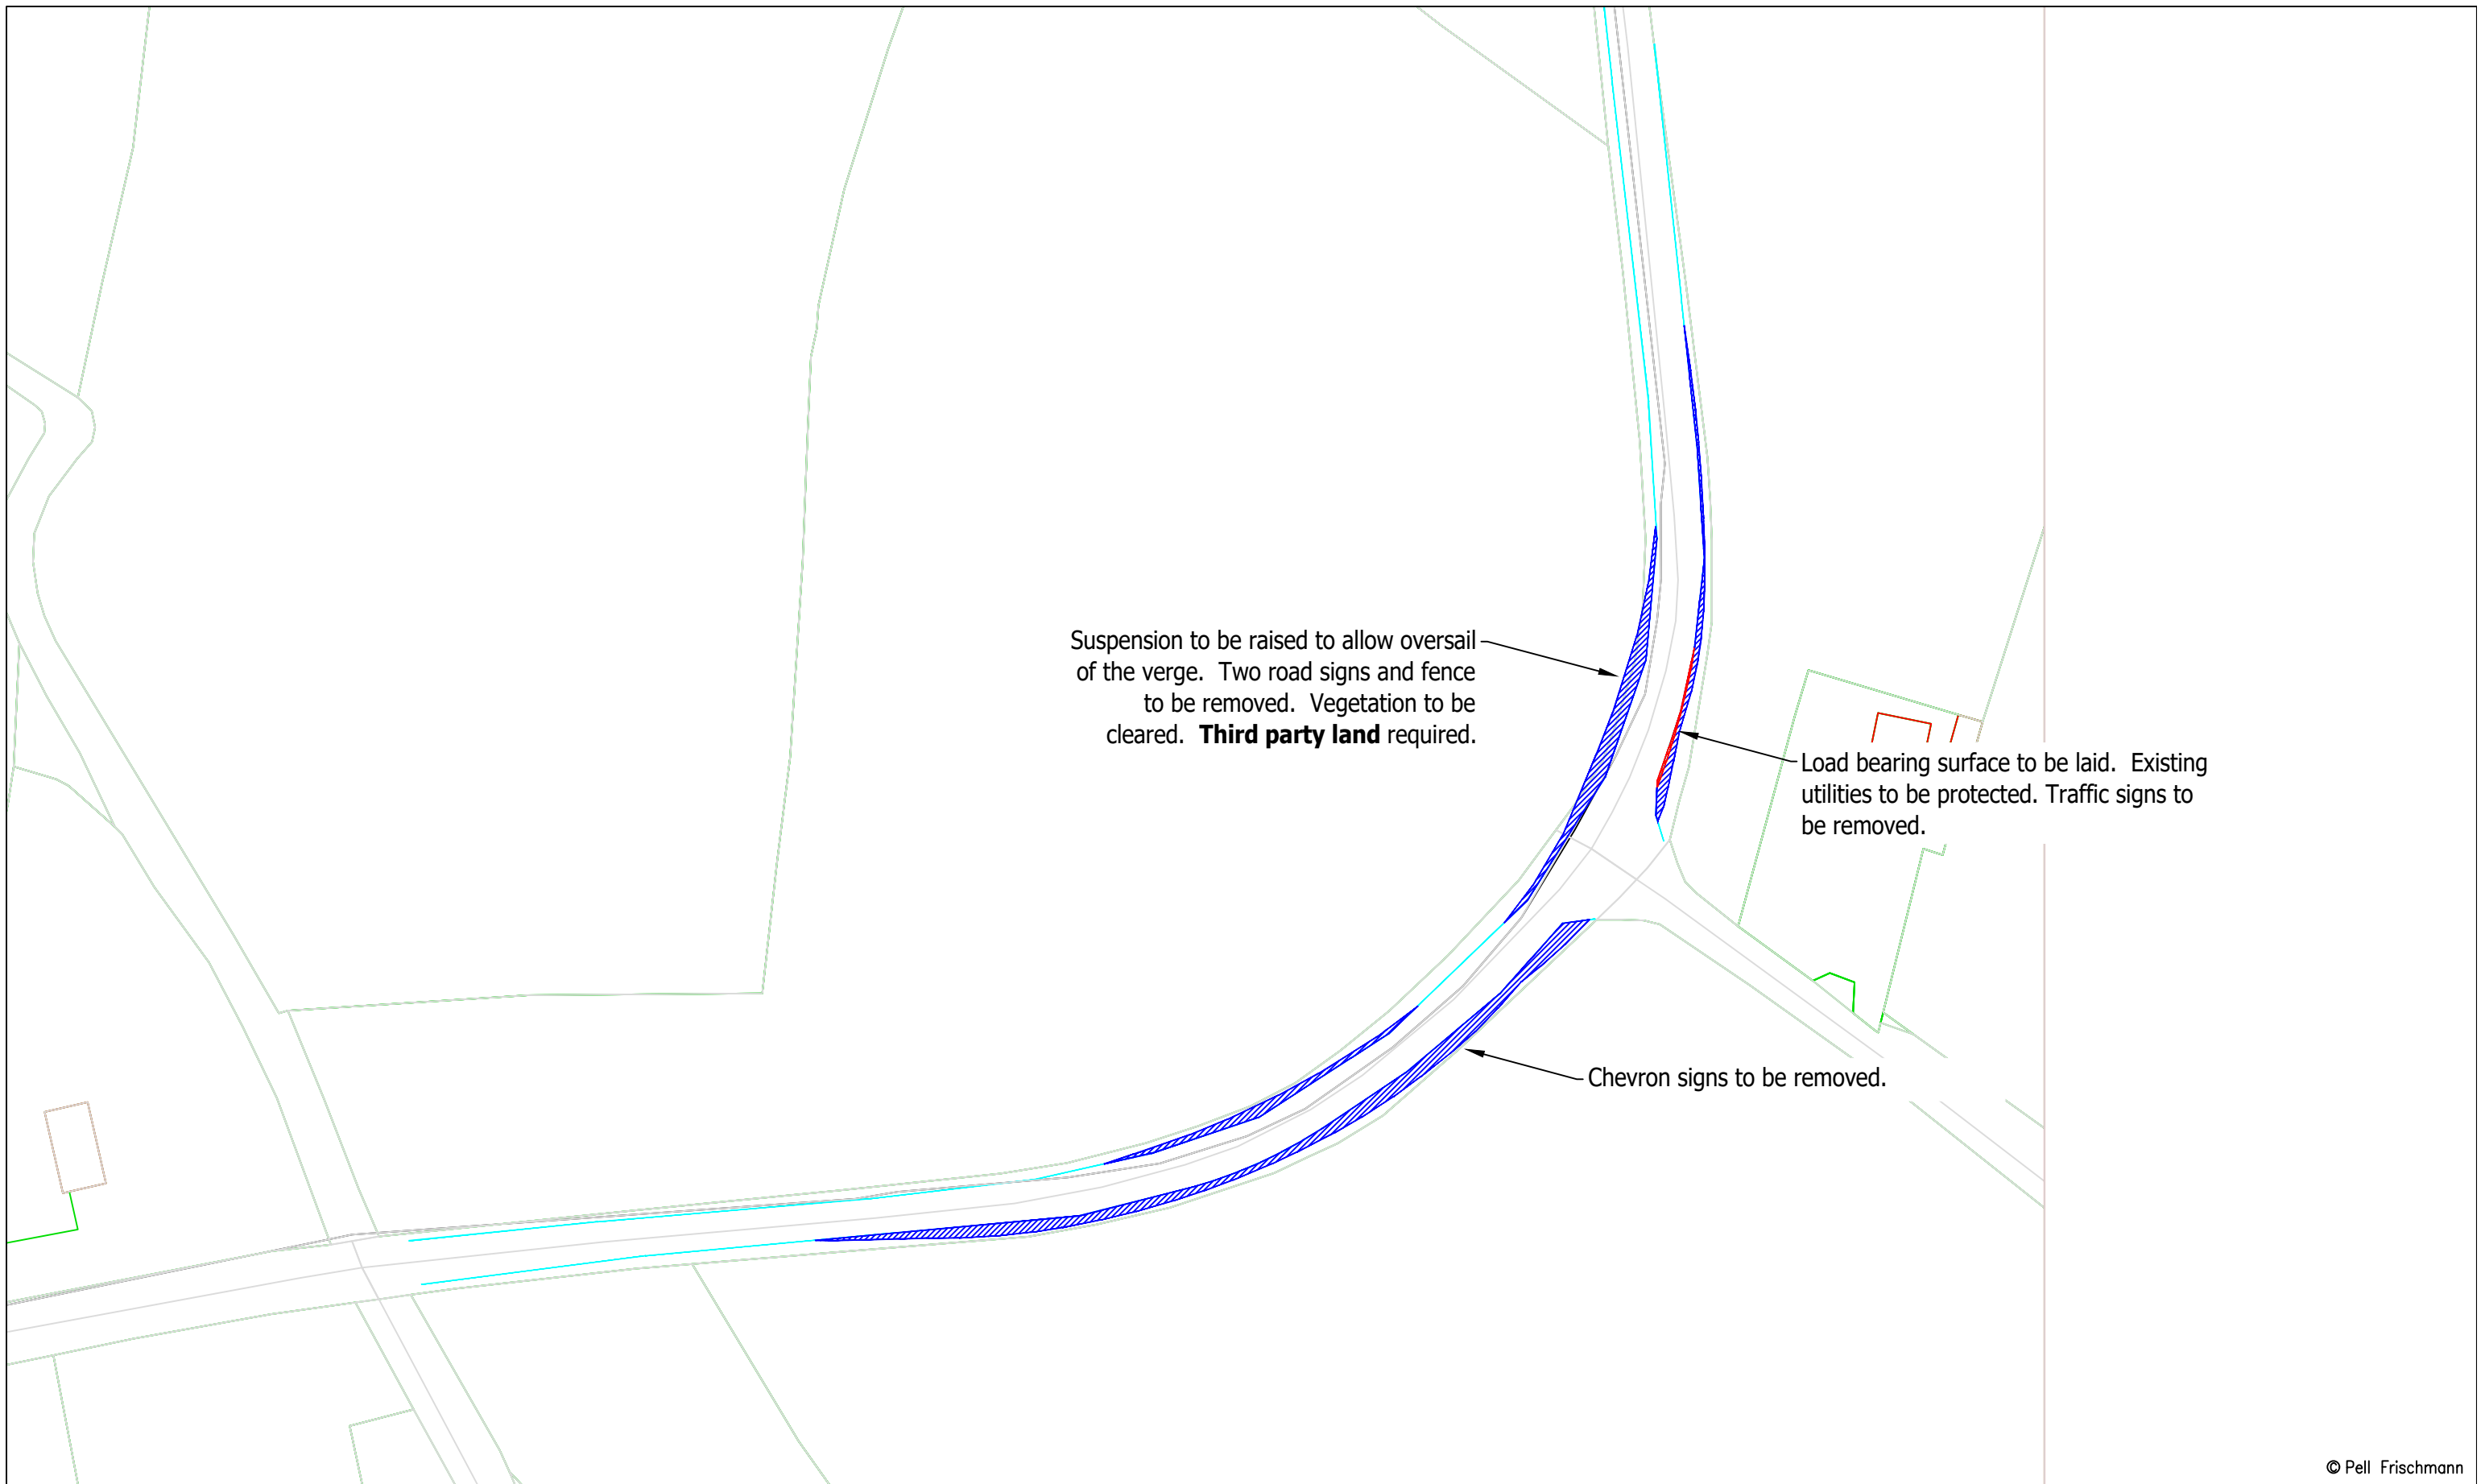 Suspension to be raised to allow oversail
of the verge.  Two road signs and fence
to be removed.  Vegetation to be
cleared.  Third party land required.
Load bearing surface to be laid.  Existing
utilities to be protected. Traffic signs to
be removed.
Chevron signs to be removed.
© Pell Frischmann